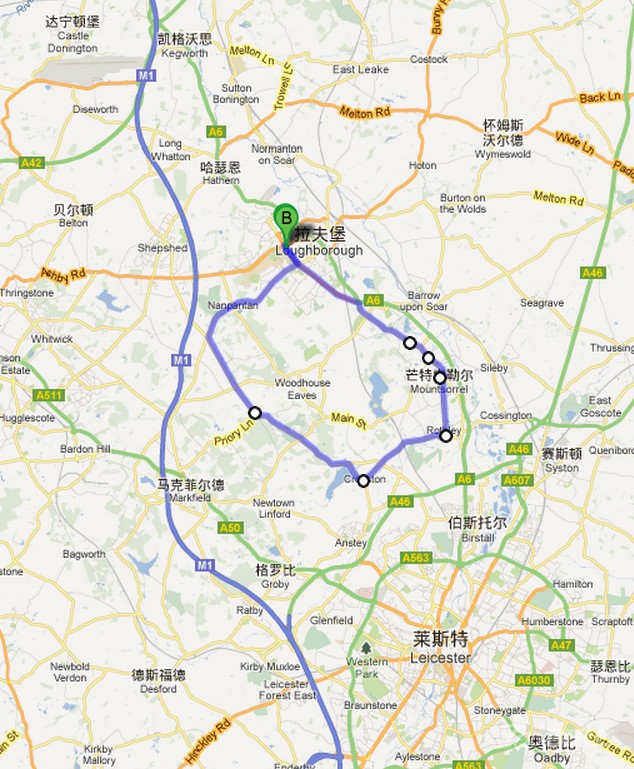 达宁顿堡
Castle
Donington
凯格沃思
Kegworth
Melton Ln
Bunny
Costock
East Leake
M1
Trowell Ln
Sutton
Bonington
Diseworth
Melton Rd
Back Ln
A6
怀姆斯
沃尔德
Wymeswold
Wide Ln
Long
Whatton
Normanton
on Soar
A42
哈瑟恩
Hathern
Hoton
贝尔顿
Belton
Burton on
the Wolds
Melton Rd
B
拉夫堡
Loughborough
Shepshed
Ashby Rd
A46
Thringstone
Nanpantan
A6
Barrow
upon Soar
Seagrave
Whitwick
M1
Sileby
Thrussing
Estate
芒特 勒尔
Mountsorrel
Woodhouse
Eaves
A511
Hugglescote
Main St
Cossington
East
Goscote
Priory Ln
Bardon Hill
A46
赛斯顿
Syston
Queniboro
马克菲尔德
Markfield
A6
A607
Newtown
Linford
A46
A50
伯斯托尔
Birstall
Anstey
Bagworth
A563
M1
格罗比
Groby
Hamilton
Ratby
Glenfield
Humberstone
Scraptoft
莱斯特
Leicester
A47
Newbold
Verdon
德斯福德
Desford
Kirby Muxloe
Western
Park
瑟恩比
Thurnby
Leicester
Forest East
A6030
Braunstone
Stoneygate
Hinckley Rd
Kirkby
Mallory
奥德比
Oadby
Aylestone
Enderby
A563